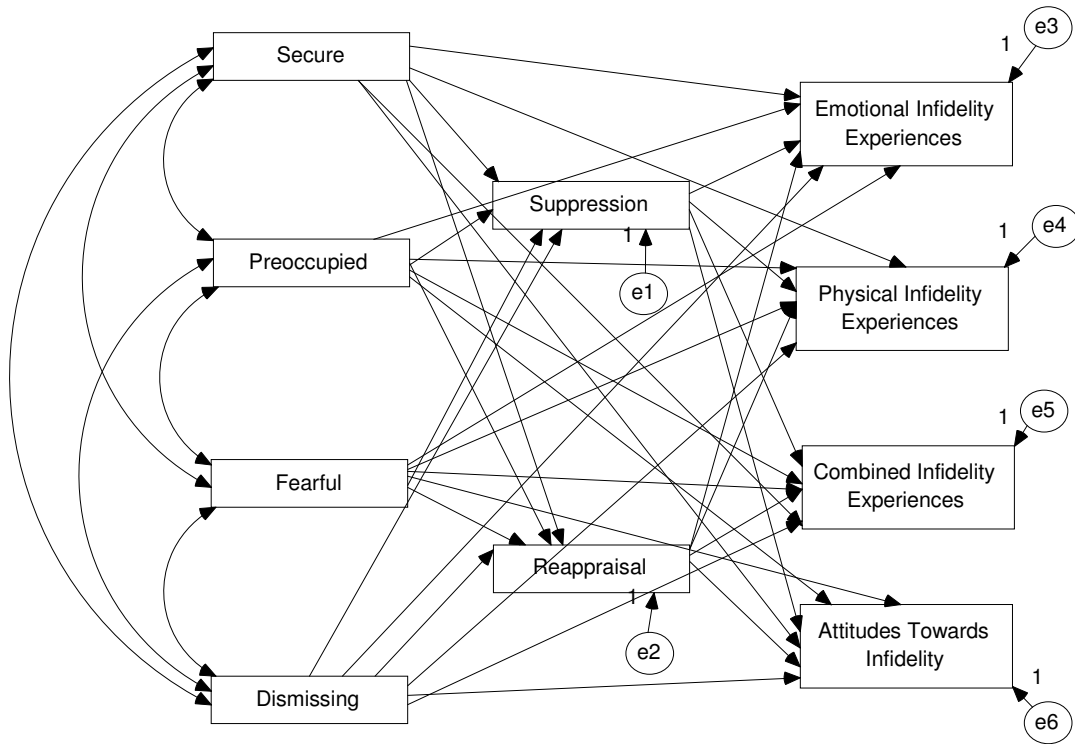 Secure
Preoccupied
Fearful
Dismissing
Suppression
1
e1
Reappraisal
1
e2
1
e3
Emotional Infidelity
Experiences
1
e4
Physical Infidelity
Experiences
1
e5
Combined Infidelity
Experiences
Attitudes Towards
Infidelity
1
e6